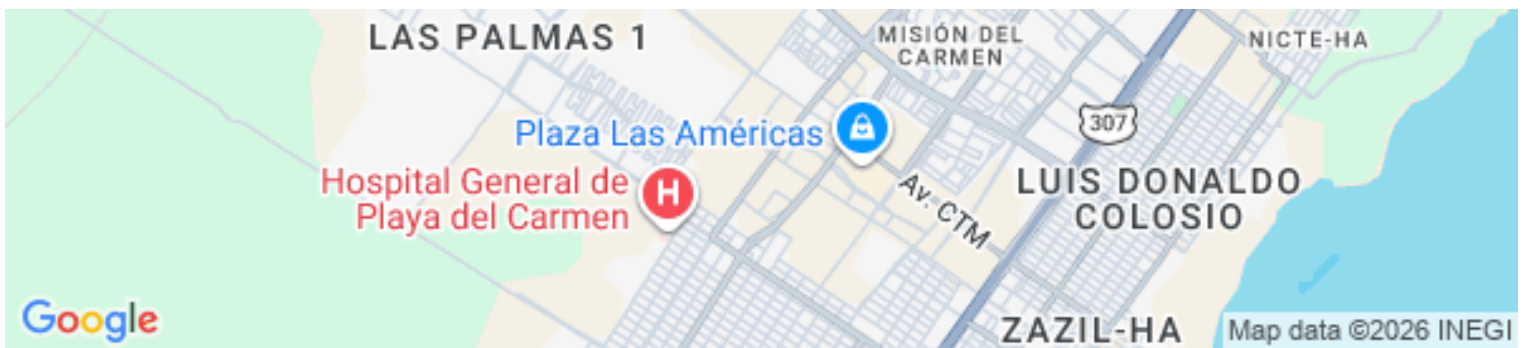 LAS PALMAS 1
MISIÓN DEL
CARMEN
NICTE-HA
307
Plaza Las Américas
Hospital General de
Playa del Carmen
H
Av. CTM
LUIS DONALDO
COLOSIO
ZAZIL-HA
Google
Map data ©2026 INEGI